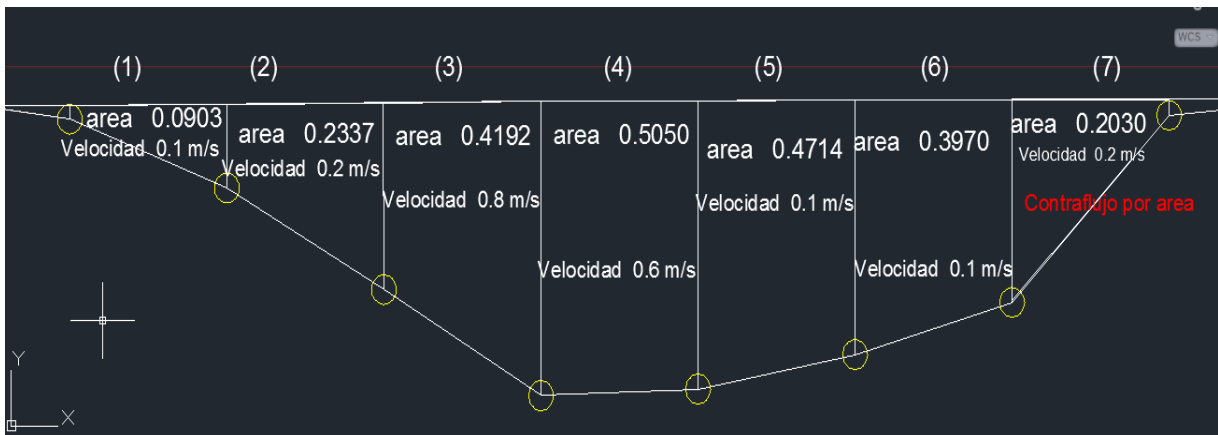 WCS
(1) (2) (3) (4) (5) (6) (7)
area 0.0903
Velocidad 0.1 m/s
area 0.2337
Velocidad 0.2 m/s
area 0.4192
Velocidad 0.8 m/s
area 0.5050
Velocidad 0.6 m/s
area 0.4714
Velocidad 0.1 m/s
area 0.3970
Velocidad 0.1 m/s
area 0.2030
Velocidad 0.2 m/s
Contraflujo por area
Y
X